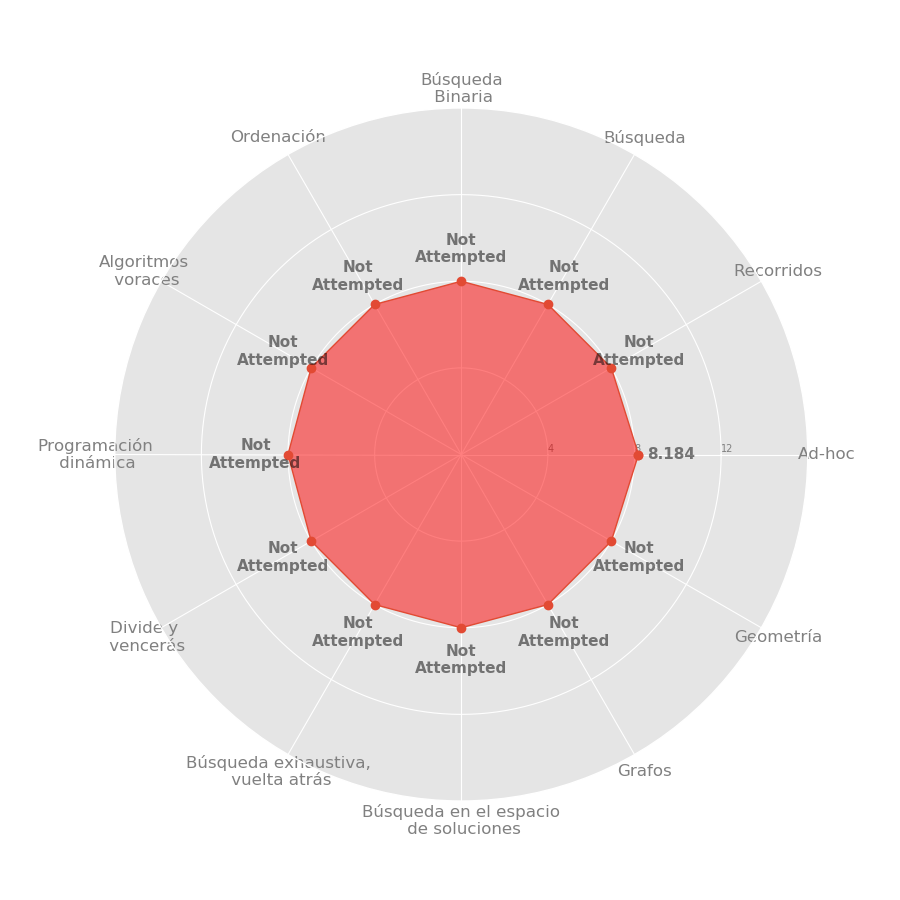 Búsqueda
Binaria
Ordenación
Búsqueda
Not
Attempted
Not
Attempted
Not
Attempted
Algoritmos
voraces
Recorridos
Not
Attempted
Not
Attempted
Programación
dinámica
Not
Attempted
4
8
12
8.184
Ad-hoc
Not
Attempted
Not
Attempted
Divide y
vencerás
Geometría
Not
Attempted
Not
Attempted
Not
Attempted
Búsqueda exhaustiva,
vuelta atrás
Grafos
Búsqueda en el espacio
de soluciones